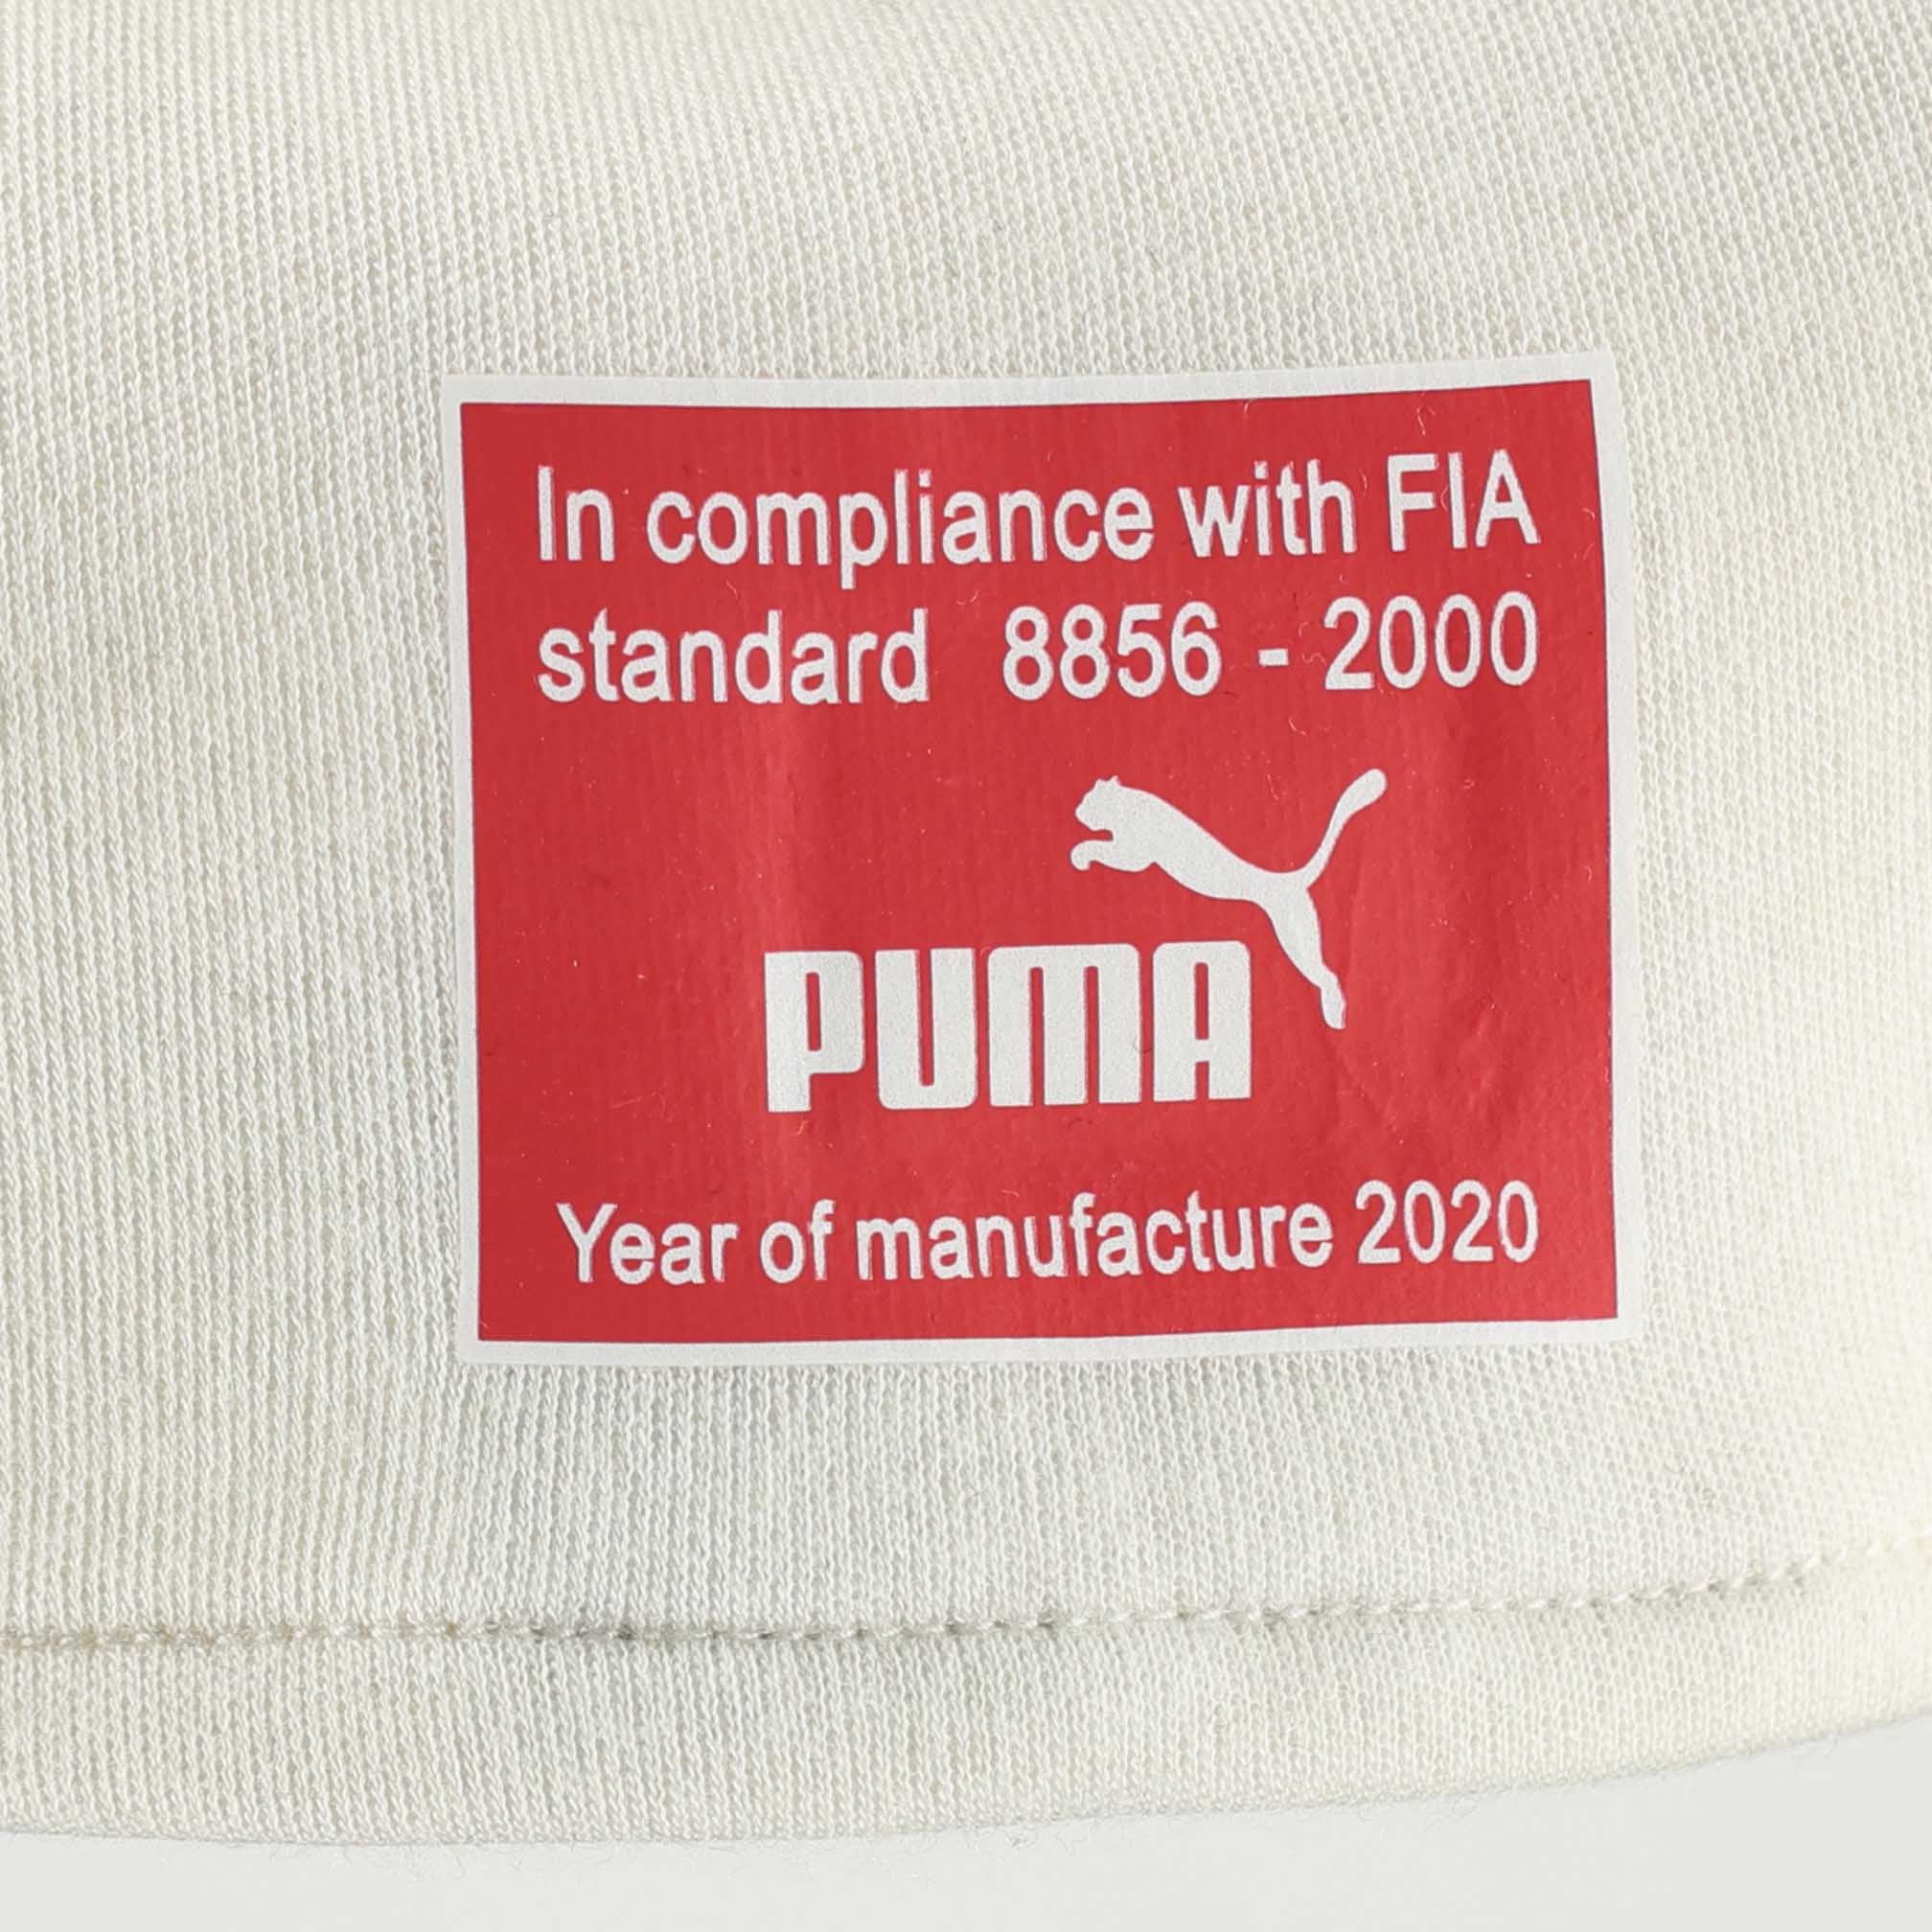 In compliance with FIA
standard 8856 - 2000
PUMA
Year of manufacture 2020